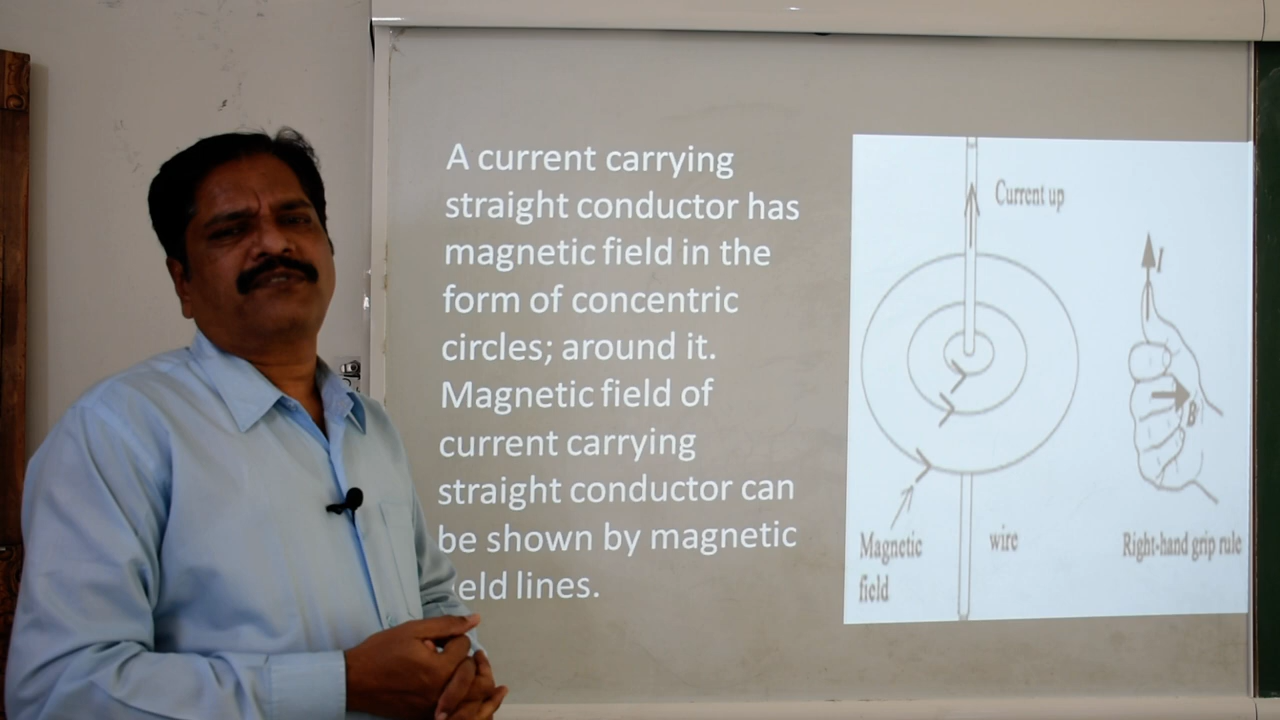 A current carrying
straight conductor has
magnetic field in the
form of concentric
circles; around it.
Magnetic field of
current carrying
straight conductor can
be shown by magnetic
eld lines.
Current up
I
B
Magnetic
field
wire
Right-hand grip rule